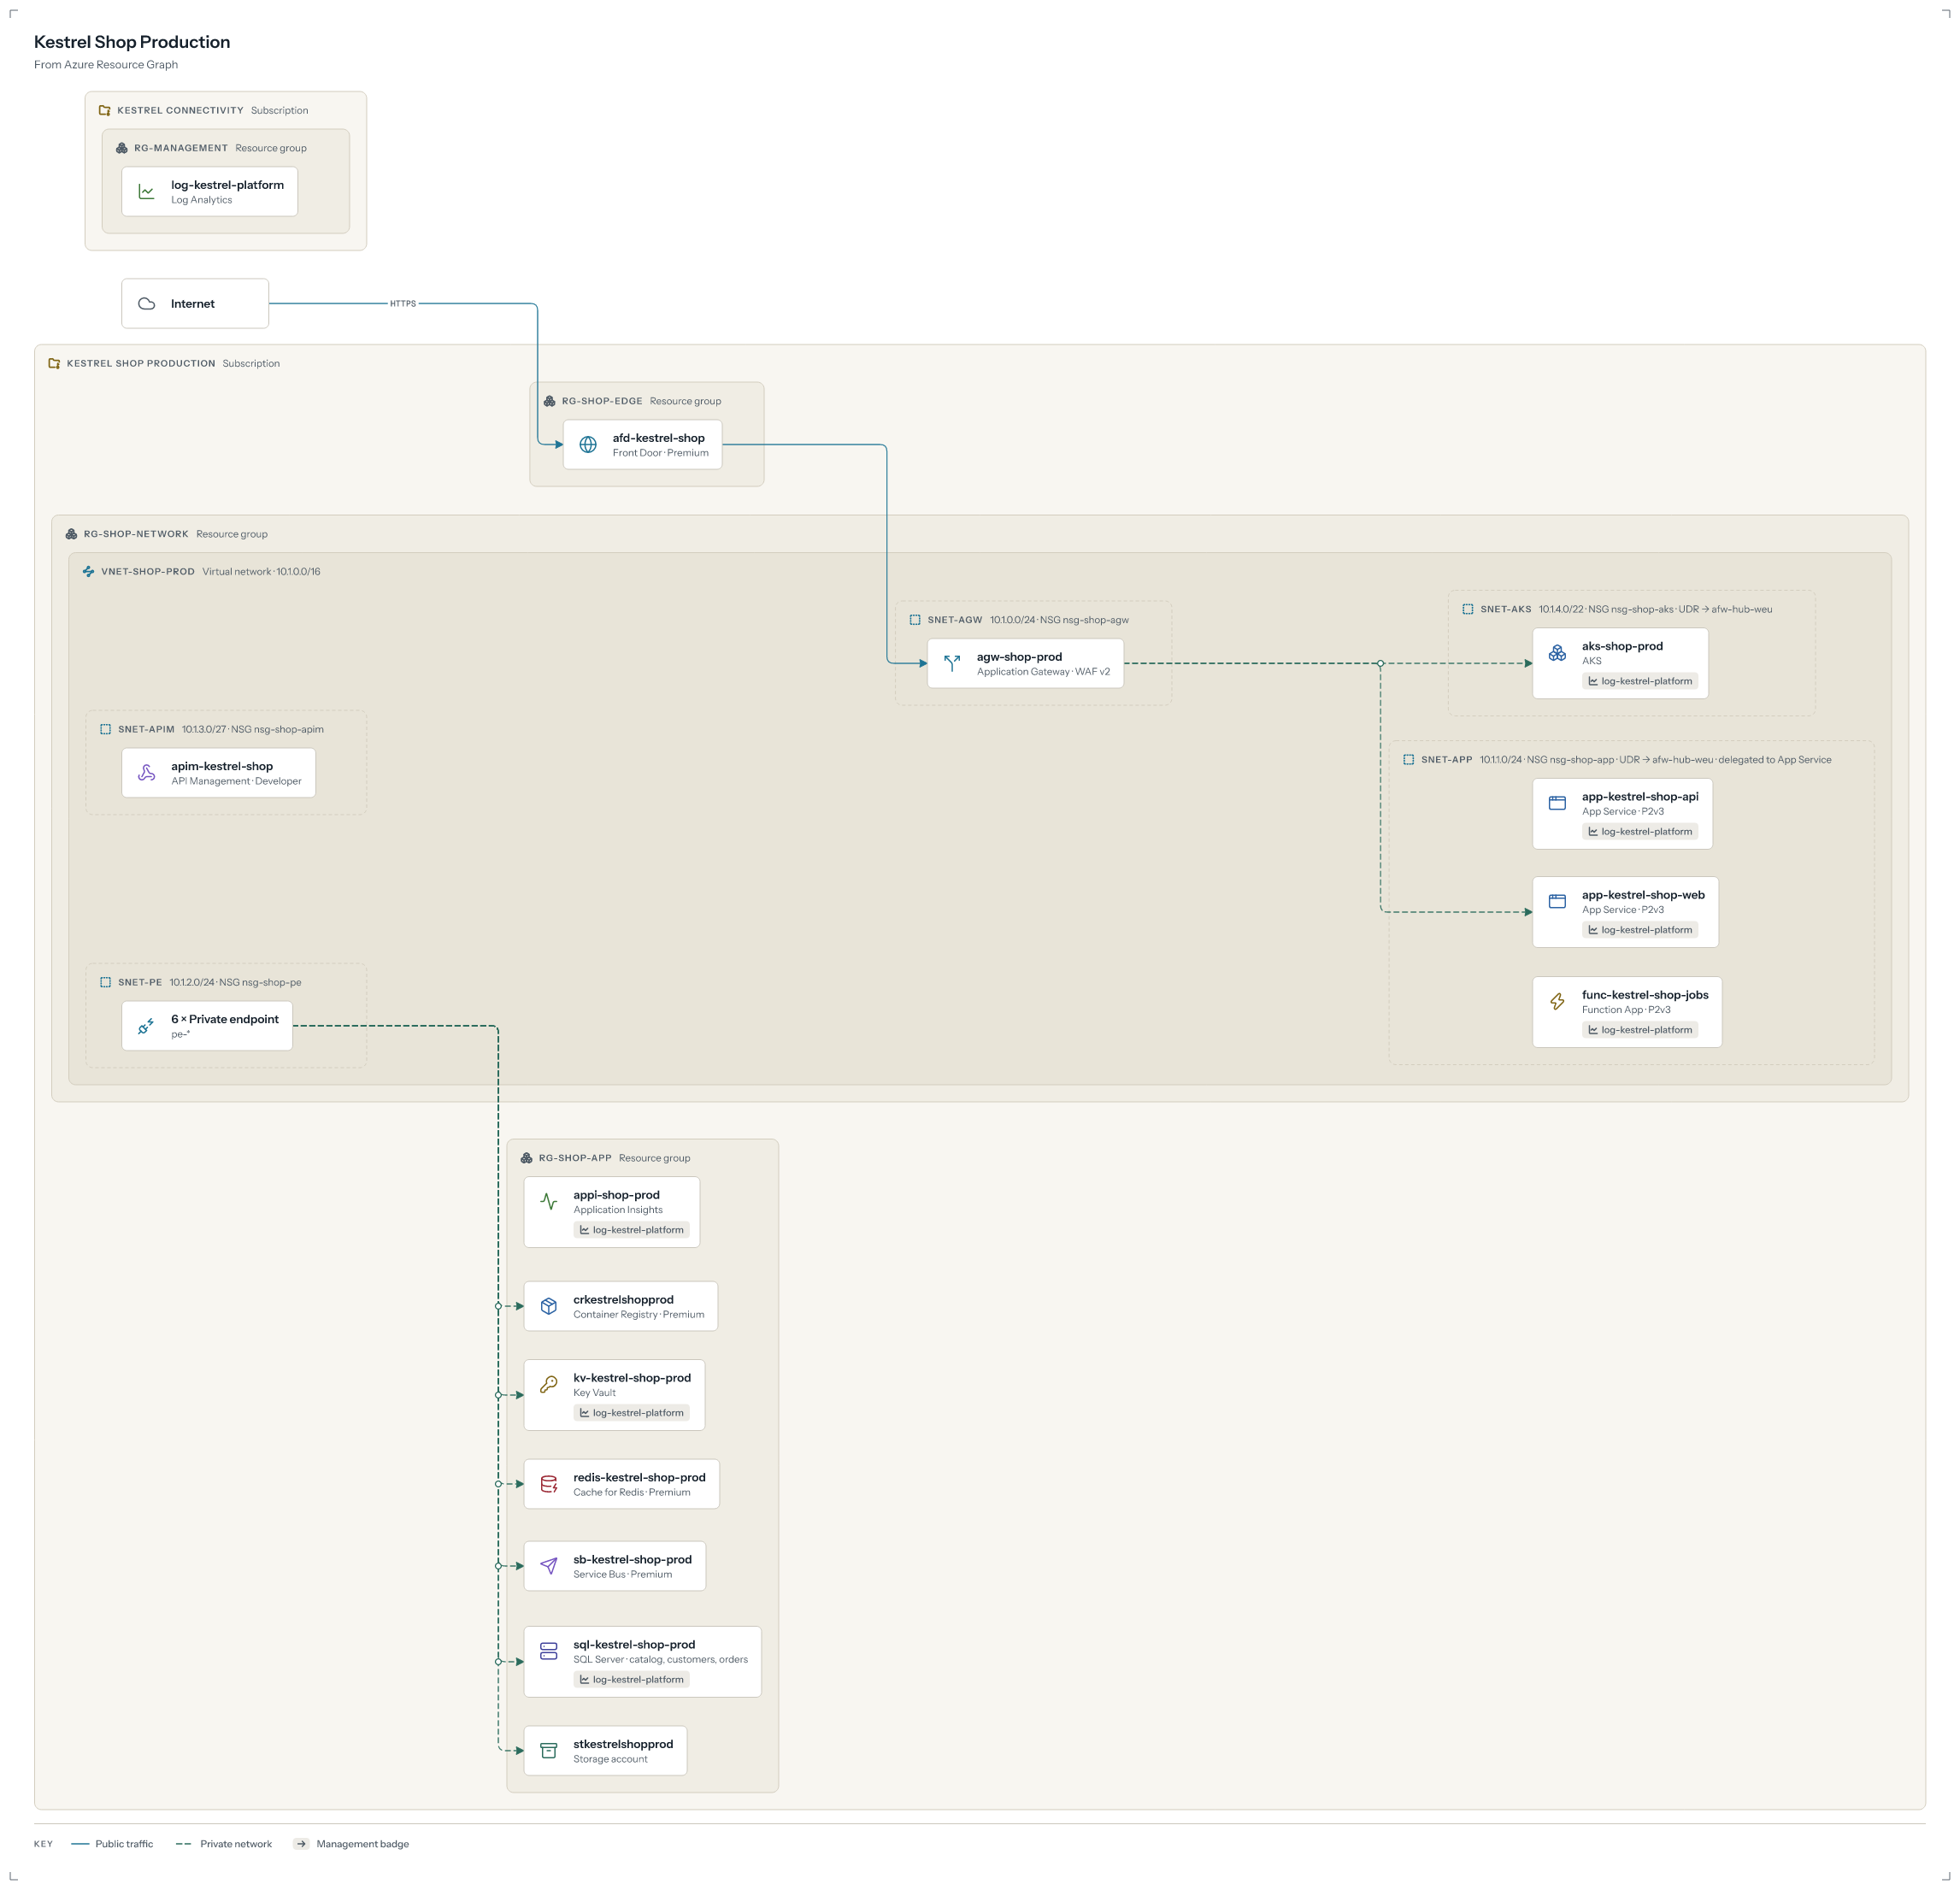 Kestrel Shop Production
From Azure Resource Graph
KESTREL CONNECTIVITY Subscription
RG-MANAGEMENT Resource group
log-kestrel-platform
Log Analytics
Internet
HTTPS
KESTREL SHOP PRODUCTION Subscription
RG-SHOP-EDGE Resource group
afd-kestrel-shop
Front Door · Premium
RG-SHOP-NETWORK Resource group
VNET-SHOP-PROD Virtual network · 10.1.0.0/16
SNET-AGW 10.1.0.0/24 · NSG nsg-shop-agw
agw-shop-prod
Application Gateway · WAF v2
SNET-AKS 10.1.4.0/22 · NSG nsg-shop-aks · UDR → afw-hub-weu
aks-shop-prod
AKS
log-kestrel-platform
SNET-APIM 10.1.3.0/27 · NSG nsg-shop-apim
apim-kestrel-shop
API Management · Developer
SNET-APP 10.1.1.0/24 · NSG nsg-shop-app · UDR → afw-hub-weu · delegated to App Service
app-kestrel-shop-api
App Service · P2v3
log-kestrel-platform
app-kestrel-shop-web
App Service · P2v3
log-kestrel-platform
func-kestrel-shop-jobs
Function App · P2v3
log-kestrel-platform
SNET-PE 10.1.2.0/24 · NSG nsg-shop-pe
6 × Private endpoint
pe-*
RG-SHOP-APP Resource group
appi-shop-prod
Application Insights
log-kestrel-platform
crkestrelshopprod
Container Registry · Premium
kv-kestrel-shop-prod
Key Vault
log-kestrel-platform
redis-kestrel-shop-prod
Cache for Redis · Premium
sb-kestrel-shop-prod
Service Bus · Premium
sql-kestrel-shop-prod
SQL Server · catalog, customers, orders
log-kestrel-platform
stkestrelshopprod
Storage account
KEY Public traffic Private network Management badge